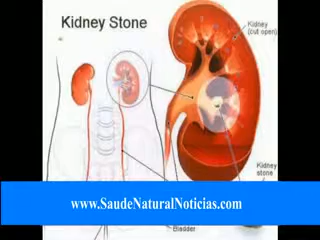 Kidney Stone
Kidney
(cut open)
Kidney
stone
www.SaudeNaturalNoticias.com
Bladder